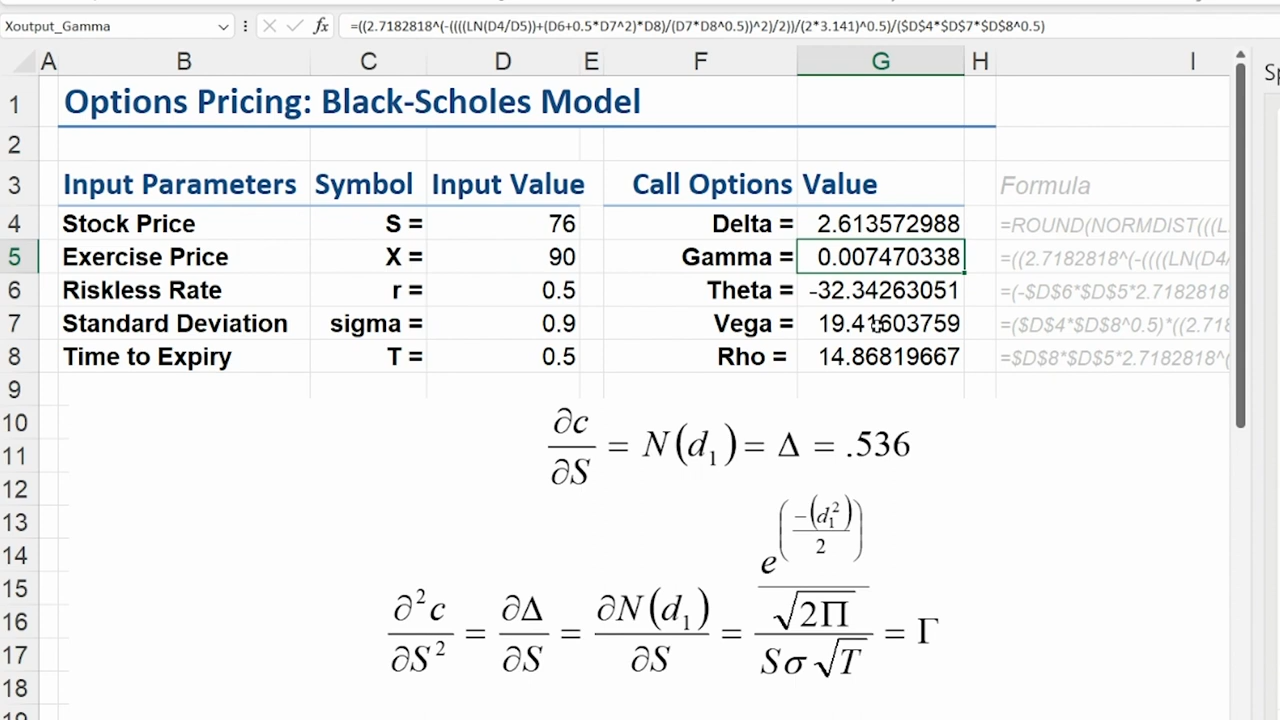 Xoutput_Gamma
fx =((2.7182818^(-((((LN(D4/D5))+(D6+0.5*D7^2)*D8)/(D7*D8^0.5))^2)/2))/(2*3.141)^0.5)/($D$4*$D$7*$D$8^0.5)
A B C D E F G H I
1 Options Pricing: Black-Scholes Model
2
3 Input Parameters Symbol Input Value Call Options Value Formula
4 Stock Price S = 76 Delta = 2.613572988 =ROUND(NORMDIST(((L
5 Exercise Price X = 90 Gamma = 0.007470338 =((2.7182818^(-((((LN(D4/
6 Riskless Rate r = 0.5 Theta = -32.34263051 =(-$D$6*$D$5*2.7182818
7 Standard Deviation sigma = 0.9 Vega = 19.41603759 =($D$4*$D$8^0.5)*((2.718
8 Time to Expiry T = 0.5 Rho = 14.86819667 =$D$8*$D$5*2.7182818^(
9
10
11
12
13
14
15
16
17
18
∂c/∂S = N(d₁) = Δ = .536
∂²c/∂S² = ∂Δ/∂S = ∂N(d₁)/∂S = (e^(-(d₁²)/2)/√2Π)/(Sσ√T) = Γ
Sp